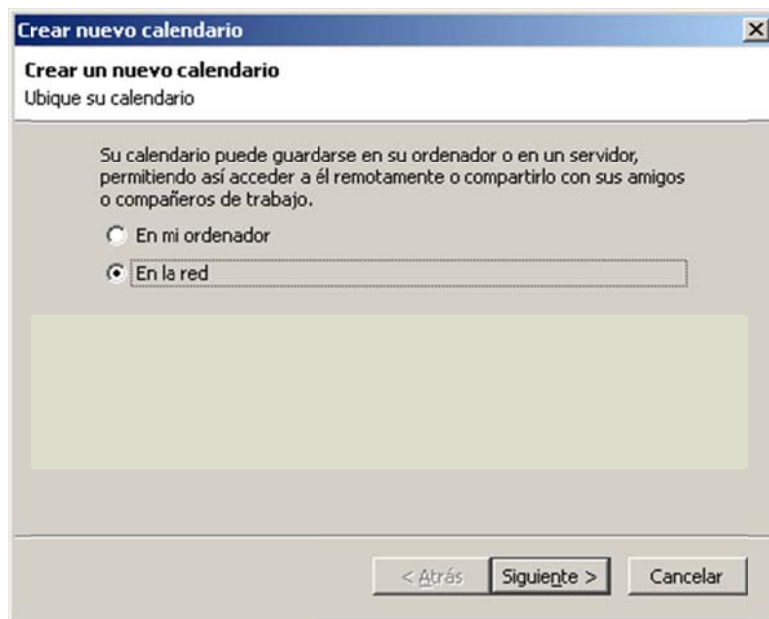 Crear nuevo calendario
Crear un nuevo calendario
Ubique su calendario
Su calendario puede guardarse en su ordenador o en un servidor,
permitiendo así acceder a él remotamente o compartirlo con sus amigos
o compañeros de trabajo.
En mi ordenador
En la red
< Atrás
Siguiente >
Cancelar